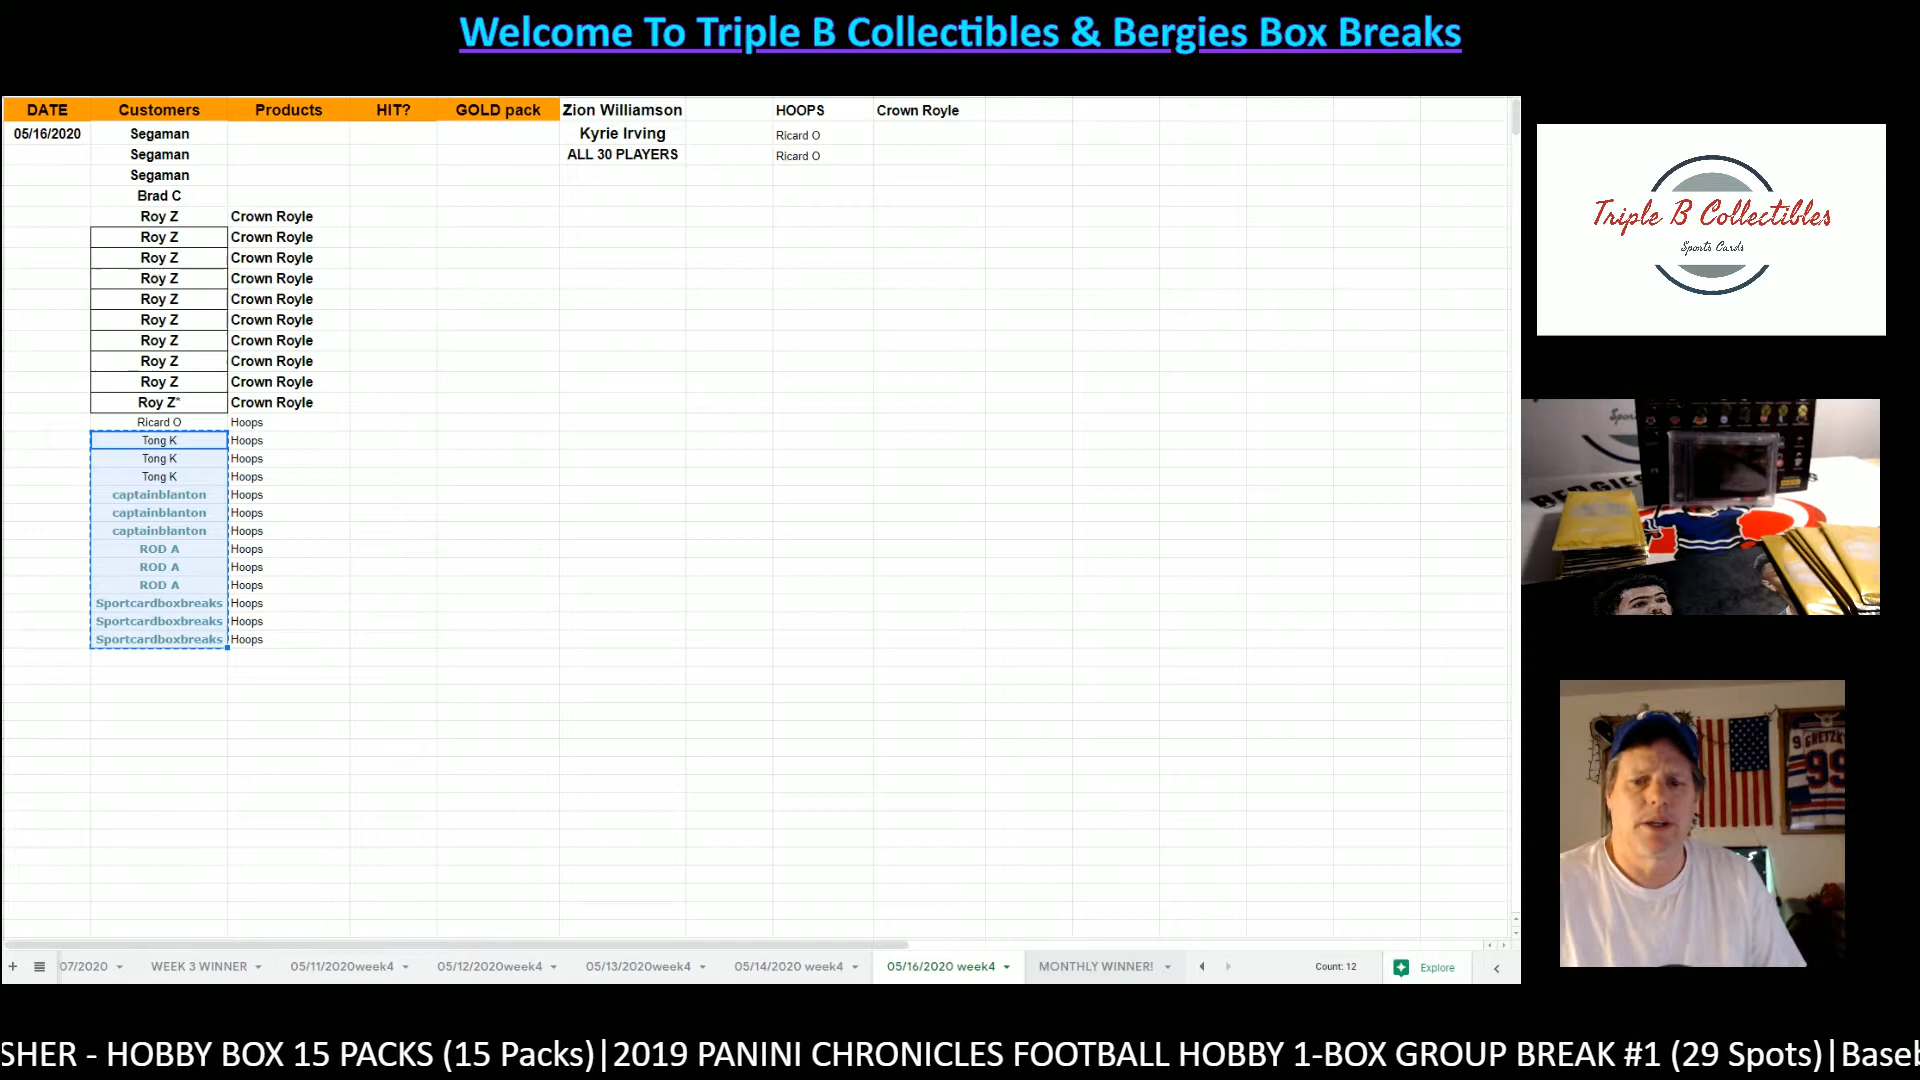 Welcome To Triple B Collectibles & Bergies Box Breaks
DATE Customers Products HIT? GOLD pack Zion Williamson HOOPS Crown Royle
05/16/2020 Segaman Kyrie Irving Ricard O
Segaman ALL 30 PLAYERS Ricard O
Segaman
Brad C
Roy Z Crown Royle
Roy Z Crown Royle
Roy Z Crown Royle
Roy Z Crown Royle
Roy Z Crown Royle
Roy Z Crown Royle
Roy Z Crown Royle
Roy Z Crown Royle
Roy Z Crown Royle
Roy Z* Crown Royle
Ricard O Hoops
Tong K Hoops
Tong K Hoops
Tong K Hoops
captainblanton Hoops
captainblanton Hoops
captainblanton Hoops
ROD A Hoops
ROD A Hoops
ROD A Hoops
Sportcardboxbreaks Hoops
Sportcardboxbreaks Hoops
Sportcardboxbreaks Hoops
07/2020 WEEK 3 WINNER 05/11/2020week4 05/12/2020week4 05/13/2020week4 05/14/2020 week4 05/16/2020 week4 MONTHLY WINNER! Count: 12 Explore
Triple B Collectibles
Sports Cards
9 GRETZK
99
SHER - HOBBY BOX 15 PACKS (15 Packs)|2019 PANINI CHRONICLES FOOTBALL HOBBY 1-BOX GROUP BREAK #1 (29 Spots)|Baseb